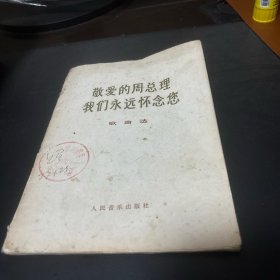 敬爱的周总理
我们永远怀念您
歌曲选
人民音乐出版社